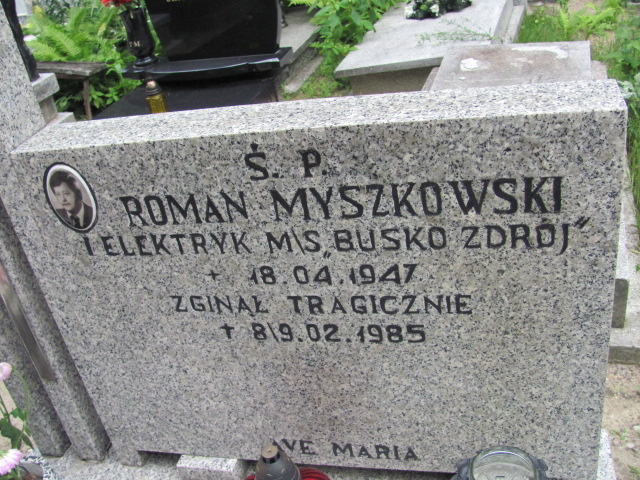 Ś. P.
ROMAN MYSZKOWSKI
I ELEKTRYK M\S „BUSKO ZDRÓJ”
+ 18.04.1947
ZGINĄŁ TRAGICZNIE
+ 8\9.02.1985
AVE MARIA